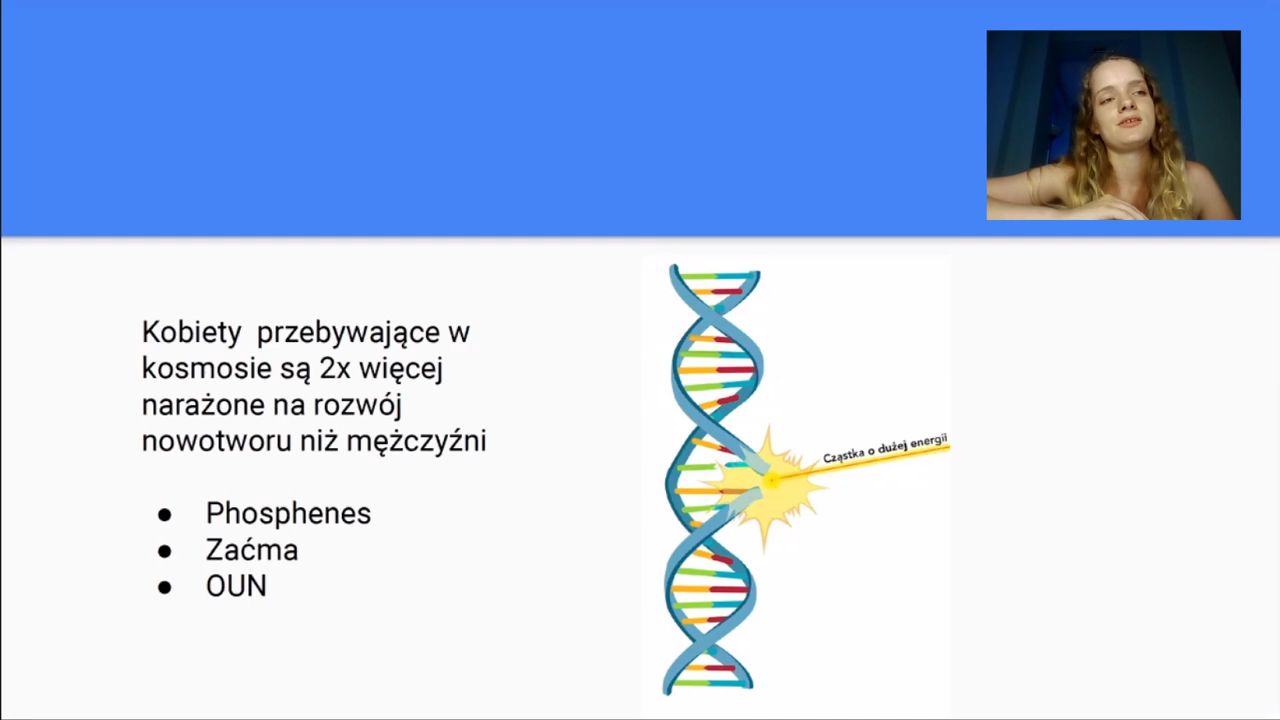 Kobiety przebywające w
kosmosie są 2x więcej
narażone na rozwój
nowotworu niż mężczyźni
● Phosphenes
● Zaćma
● OUN
Cząstka o dużej energii